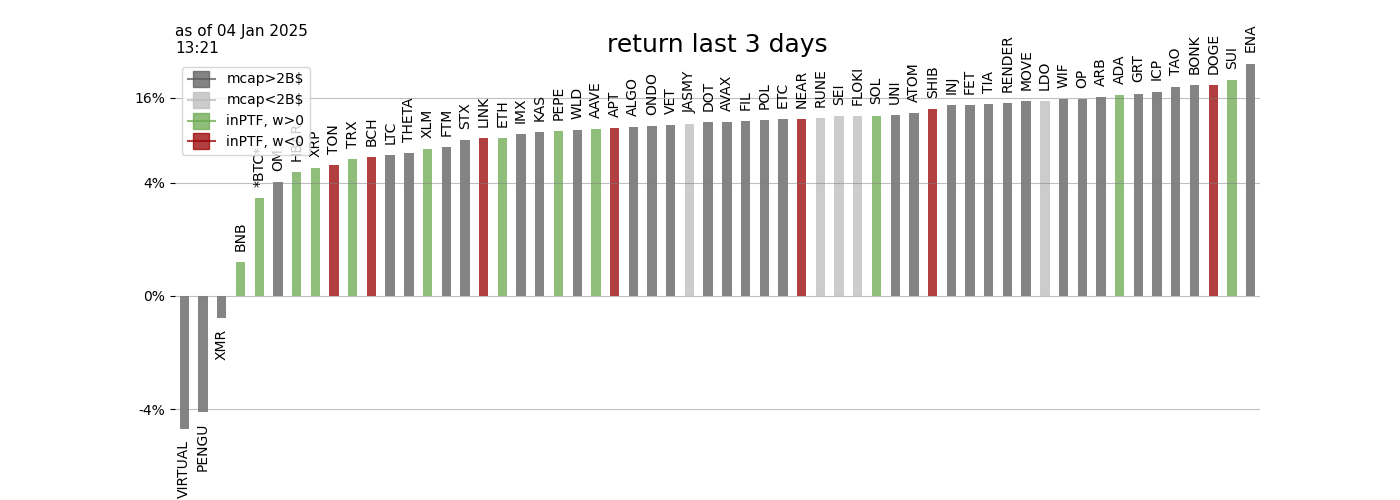 as of 04 Jan 2025
13:21
return last 3 days
mcap>2B$
mcap<2B$
inPTF, w>0
inPTF, w<0
16%
4%
0%
-4%
VIRTUAL
PENGU
XMR
BNB
*BTC*
OM
HBAR
XRP
TON
TRX
BCH
LTC
THETA
XLM
FTM
STX
LINK
ETH
IMX
KAS
PEPE
WLD
AAVE
APT
ALGO
ONDO
VET
JASMY
DOT
AVAX
FIL
POL
ETC
NEAR
RUNE
SEI
FLOKI
SOL
UNI
ATOM
SHIB
INJ
FET
TIA
RENDER
MOVE
LDO
WIF
OP
ARB
ADA
GRT
ICP
TAO
BONK
DOGE
SUI
ENA